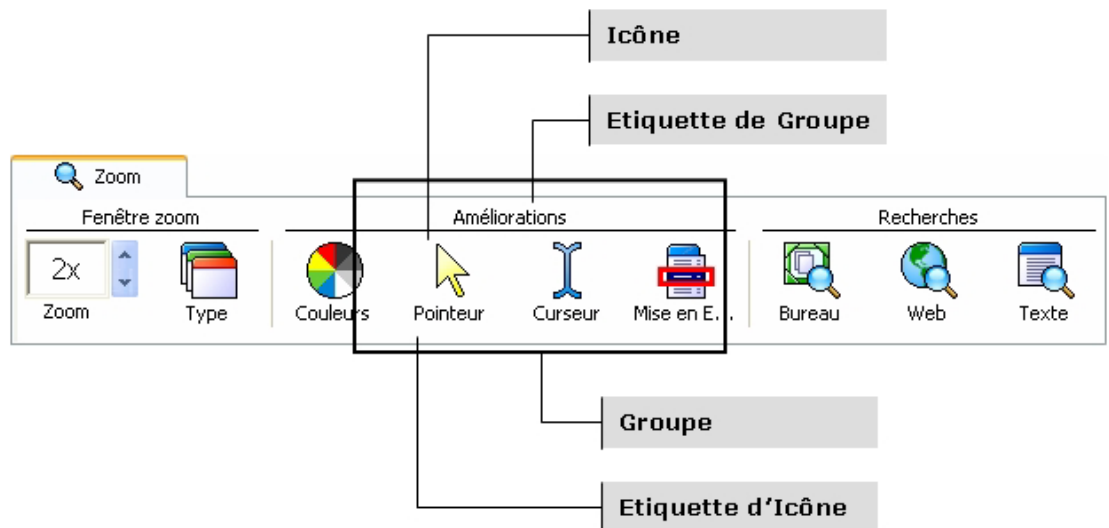 Icône
Etiquette de Groupe
Zoom
Fenêtre zoom
Améliorations
Recherches
2x
Zoom
Type
Couleurs
Pointeur
Curseur
Mise en E...
Bureau
Web
Texte
Groupe
Etiquette d’Icône